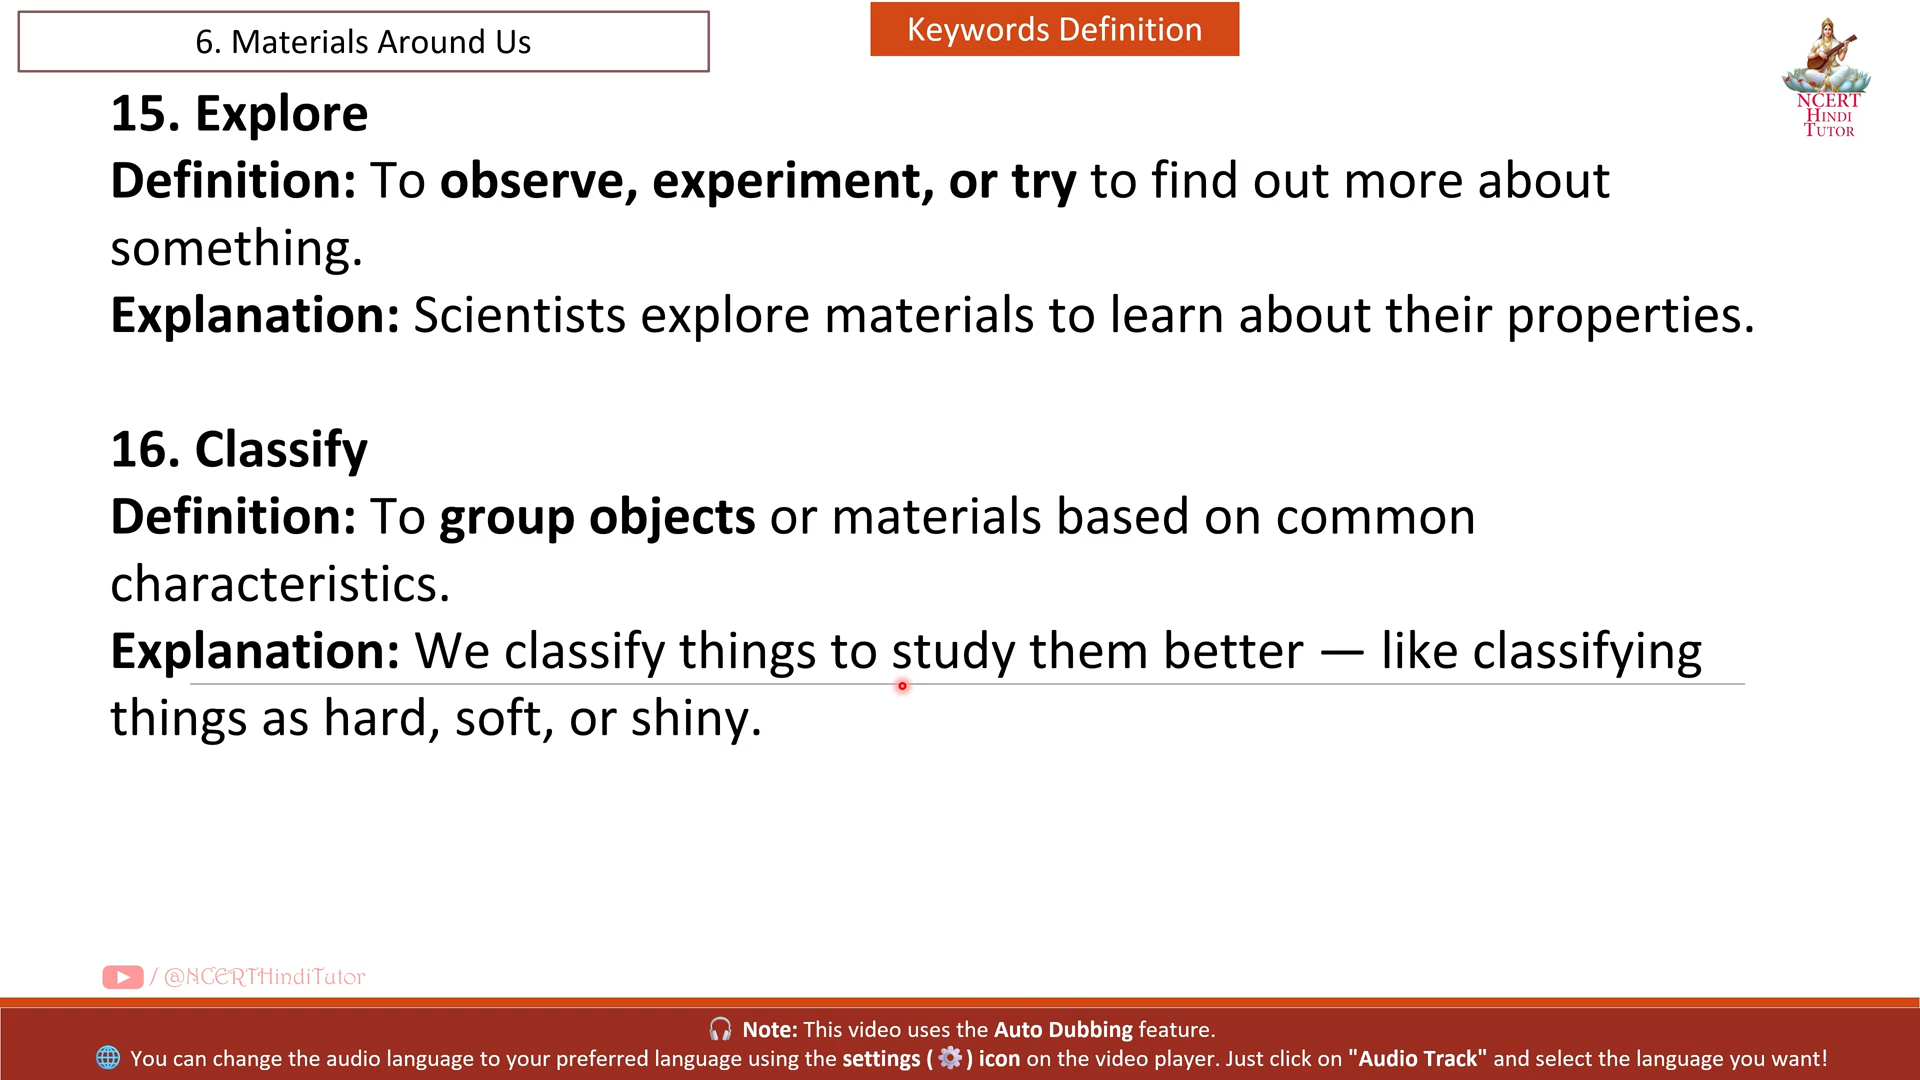 6. Materials Around Us
Keywords Definition
NCERT
HINDI
TUTOR
15. Explore
Definition: To observe, experiment, or try to find out more about
something.
Explanation: Scientists explore materials to learn about their properties.
16. Classify
Definition: To group objects or materials based on common
characteristics.
Explanation: We classify things to study them better — like classifying
things as hard, soft, or shiny.
/ @NCERTHindiTutor
Note: This video uses the Auto Dubbing feature.
You can change the audio language to your preferred language using the settings ( ⚙ ) icon on the video player. Just click on "Audio Track" and select the language you want!